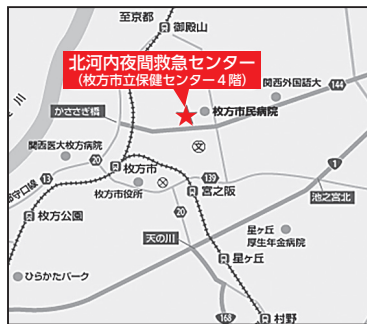 至京都
御殿山
北河内夜間救急センター
(枚方市立保健センター4階)
関西外国語大
144
枚方市民病院
かささぎ橋
川
関西医大枚方病院
文
20
1
枚方市
守口線
13
139
宮之阪
枚方市役所
池之宮北
枚方公園
20
天の川
星ヶ丘
厚生年金病院
星ヶ丘
ひらかたパーク
168
村野